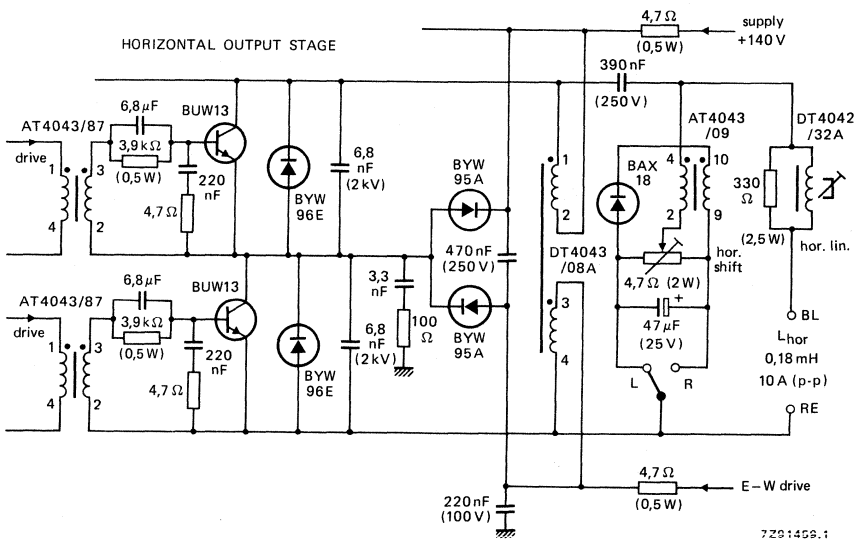 supply
+140 V
4,7 Ω
(0,5 W)
HORIZONTAL OUTPUT STAGE
390 nF
(250 V)
6,8 μF
BUW13
AT4043/87
3,9 kΩ
(0,5 W)
drive
1
4
3
2
220
nF
4,7 Ω
BYW
96E
6,8
nF
(2 kV)
BYW
95A
470 nF
(250 V)
1
2
DT4043
/08A
3
4
AT4043
/09
BAX
18
4
10
2
9
hor.
shift
4,7 Ω (2 W)
47 μF
(25 V)
+
L
R
DT4042
/32A
330
Ω
(2,5 W)
hor. lin.
BL
Lhor
0,18 mH
10 A (p-p)
RE
6,8 μF
BUW13
AT4043/87
3,9 kΩ
(0,5 W)
drive
1
4
3
2
220
nF
4,7 Ω
BYW
96E
6,8
nF
(2 kV)
3,3
nF
100
Ω
BYW
95A
4,7 Ω
(0,5 W)
E–W drive
220 nF
(100 V)
7Z91459.1